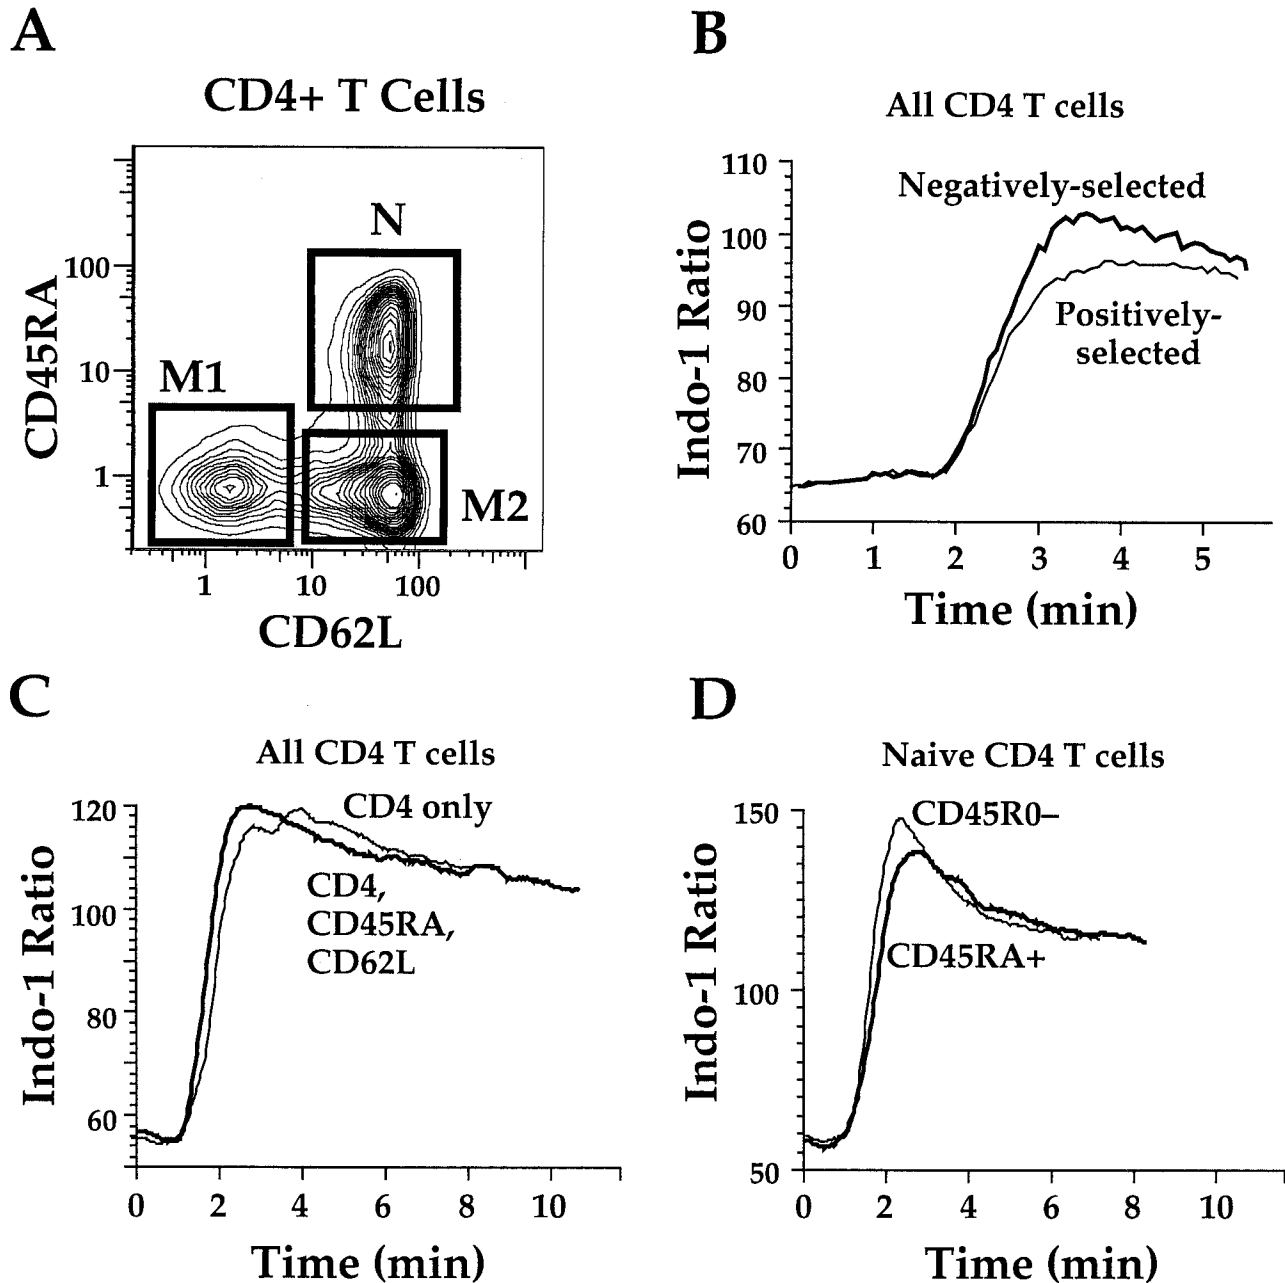 A
CD4+ T Cells
N
M1
M2
100
10
1
CD45RA
1
10
100
CD62L
B
All CD4 T cells
Negatively-selected
Positively-
selected
110
100
90
80
70
60
Indo-1 Ratio
0
1
2
3
4
5
Time (min)
C
All CD4 T cells
CD4 only
CD4,
CD45RA,
CD62L
120
100
80
60
Indo-1 Ratio
0
2
4
6
8
10
Time (min)
D
Naive CD4 T cells
CD45R0–
CD45RA+
150
100
50
Indo-1 Ratio
0
2
4
6
8
10
Time (min)